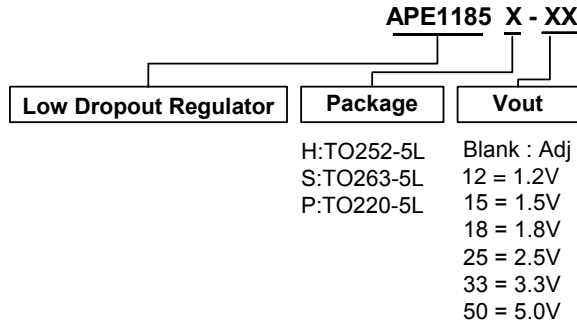 APE1185 X - XX
Low Dropout Regulator
Package
Vout
H:TO252-5L
S:TO263-5L
P:TO220-5L
Blank : Adj
12 = 1.2V
15 = 1.5V
18 = 1.8V
25 = 2.5V
33 = 3.3V
50 = 5.0V